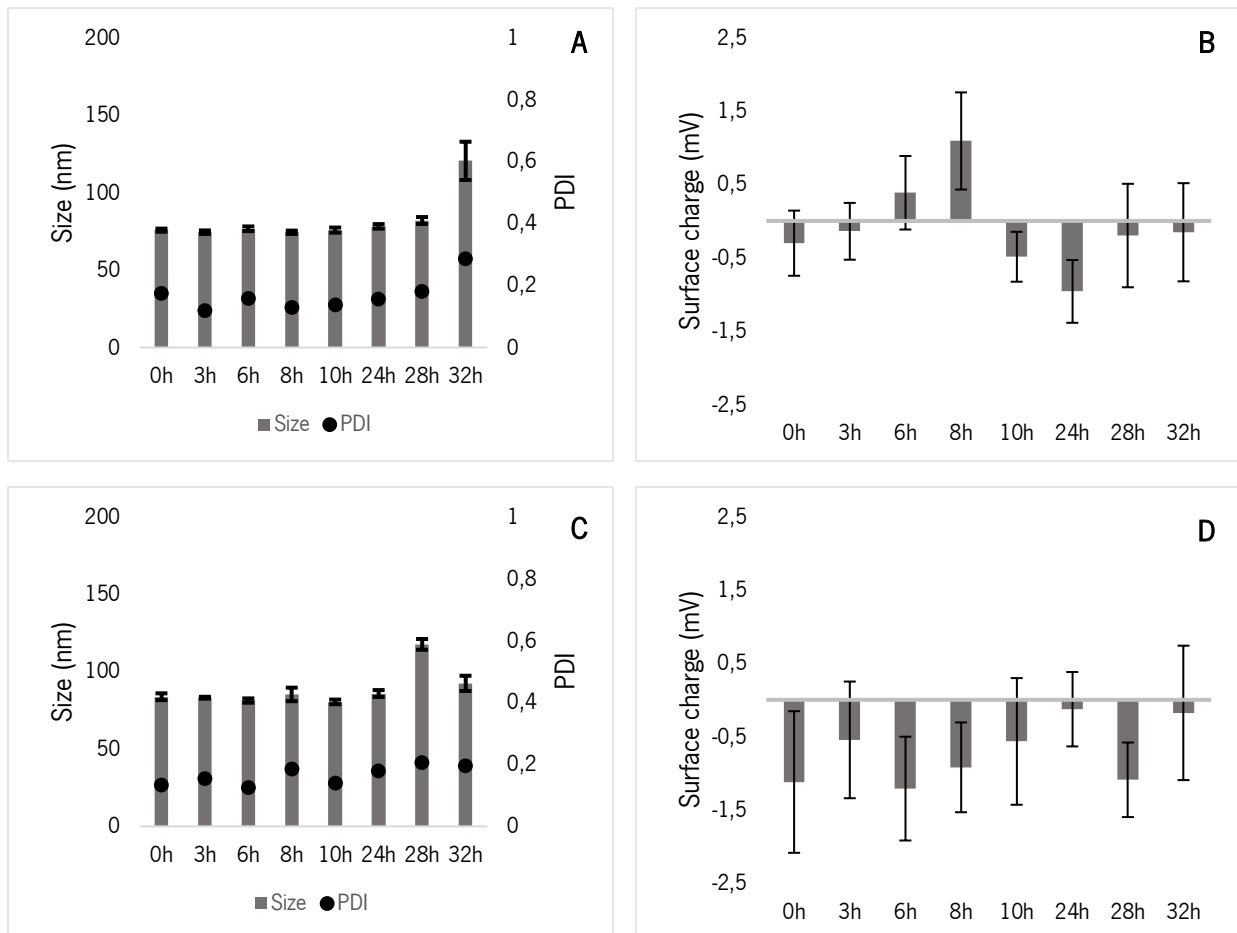 A
200
150
100
50
0
Size (nm)
1
0,8
0,6
0,4
0,2
0
PDI
0h 3h 6h 8h 10h 24h 28h 32h
Size PDI
B
2,5
1,5
0,5
-0,5
-1,5
-2,5
Surface charge (mV)
0h 3h 6h 8h 10h 24h 28h 32h
C
200
150
100
50
0
Size (nm)
1
0,8
0,6
0,4
0,2
0
PDI
0h 3h 6h 8h 10h 24h 28h 32h
Size PDI
D
2,5
1,5
0,5
-0,5
-1,5
-2,5
Surface charge (mV)
0h 3h 6h 8h 10h 24h 28h 32h